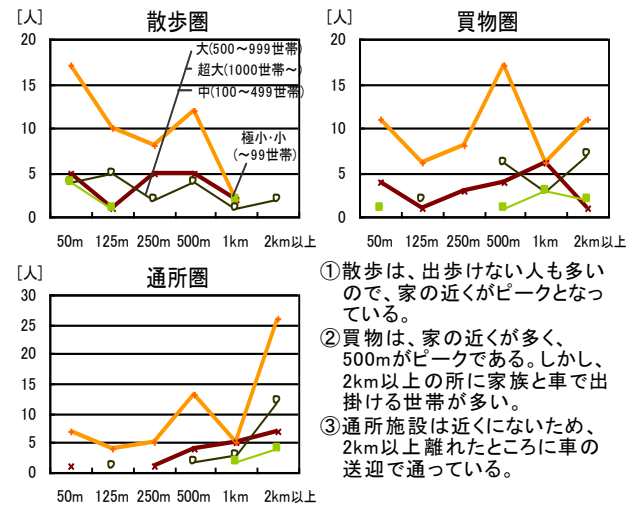 [人]
散歩圏
20
15
10
5
0
大(500～999世帯)
超大(1000世帯～)
中(100～499世帯)
極小・小
(～99世帯)
50m 125m 250m 500m 1km 2km以上
[人]
買物圏
20
15
10
5
0
50m 125m 250m 500m 1km 2km以上
[人]
通所圏
30
25
20
15
10
5
0
50m 125m 250m 500m 1km 2km以上
①散歩は、出歩けない人も多い
ので、家の近くがピークとなっ
ている。
②買物は、家の近くが多く、
500mがピークである。しかし、
2km以上の所に家族と車で出
掛ける世帯が多い。
③通所施設は近くにないため、
2km以上離れたところに車の
送迎で通っている。